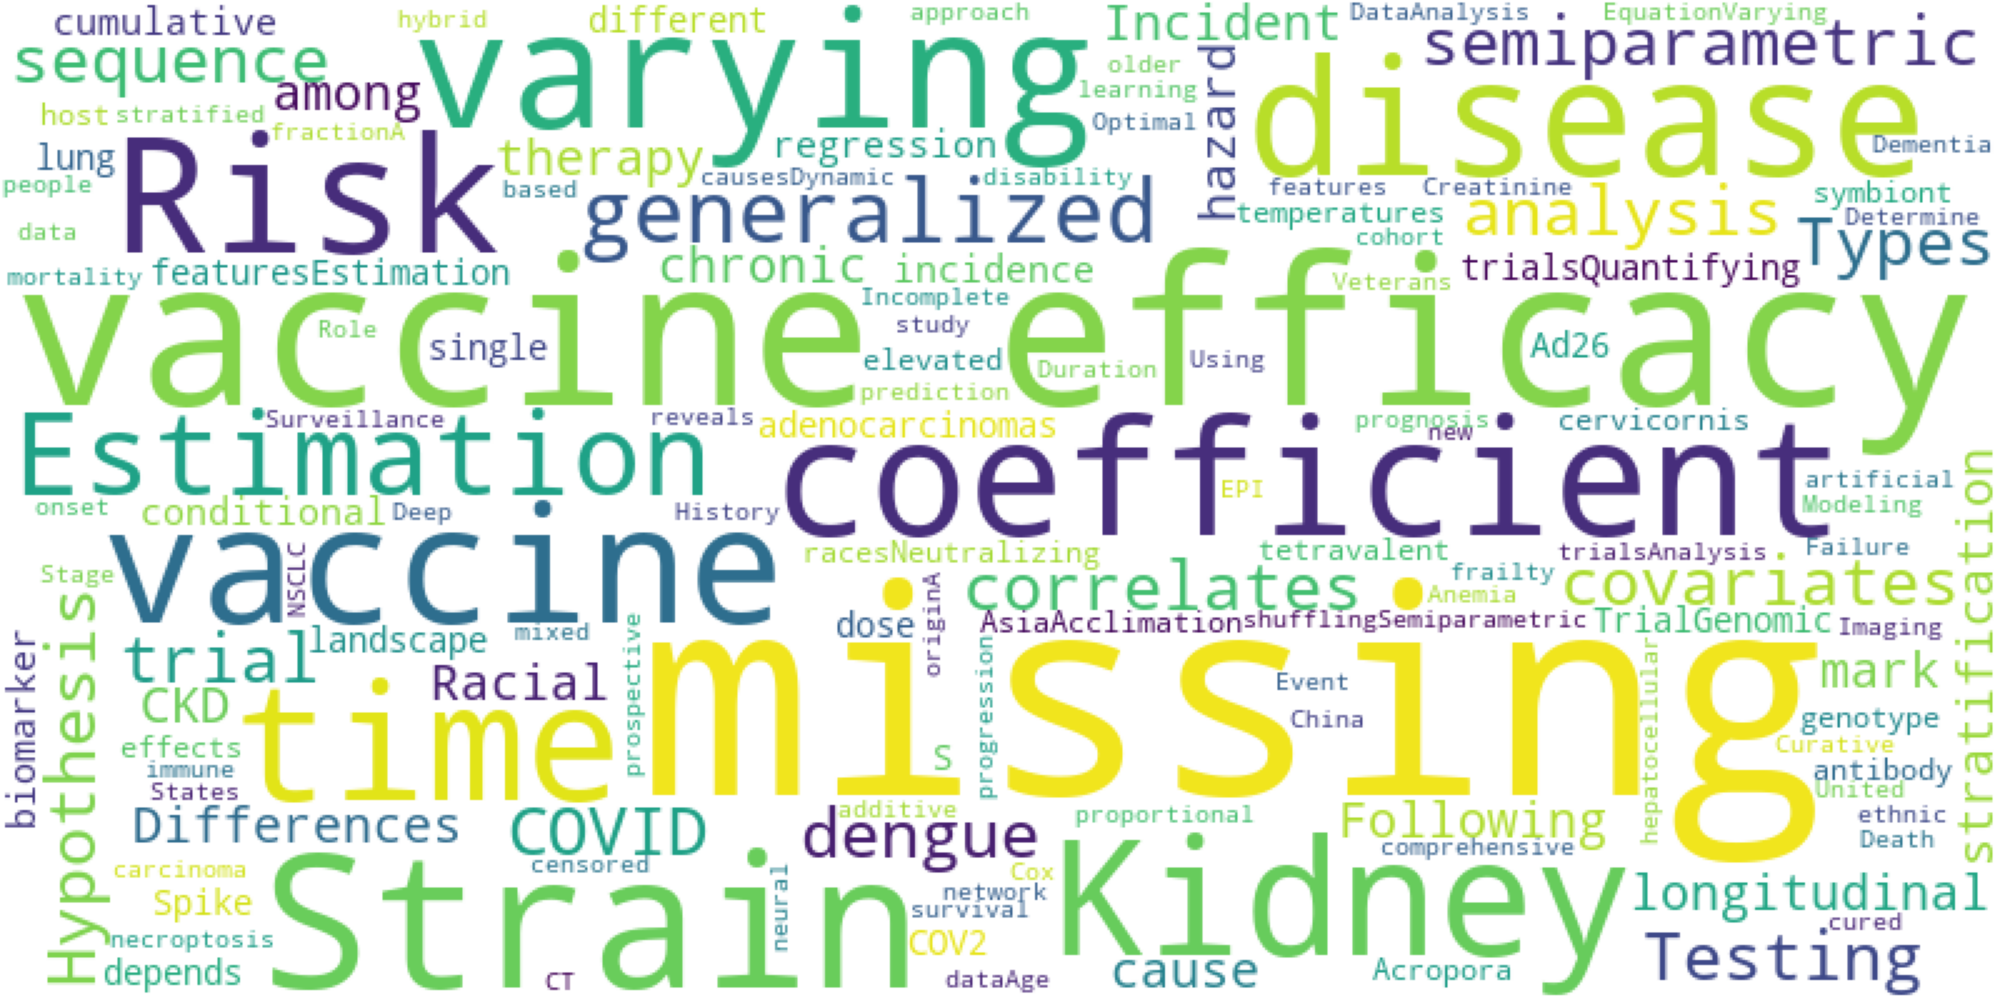 cumulative
hybrid
different
approach
Incident
DataAnalysis
EquationVarying
sequence
varying
semiparametric
among
older
learning
hazard
disease
host
stratified
fractionA
Optimal
Risk
therapy
regression
Dementia
lung
people
based
causesDynamic
disability
features
Creatinine
symbiont
generalized
temperatures
analysis
Determine
data
cohort
Types
mortality
featuresEstimation
chronic
incidence
Veterans
trialsQuantifying
vaccine efficacy
Incomplete
Role
single
study
elevated
Duration
Using
Ad26
prediction
Estimation
Surveillance
reveals
adenocarcinomas
coefficient
prognosis
new
cervicornis
EPI
artificial
Modeling
stratification
onset
conditional
Deep
History
vaccine
NSCLC
racesNeutralizing
tetravalent
trialsAnalysis
Failure
Stage
originA
correlates
frailty
Anemia
covariates
Hypothesis
trial
landscape
mixed
dose
AsiaAcclimation
shufflingSemiparametric
TrialGenomic
Imaging
biomarker
Racial
prospective
missing
progression
Event
China
hepatocellular
mark
CKD
time
genotype
effects
immune
S
Curative
antibody
States
United
Differences
COVID
additive
dengue
proportional
Following
ethnic
Death
comprehensive
carcinoma
Strain
censored
neural
Cox
Kidney
Spike
network
survival
longitudinal
cured
necroptosis
COV2
Testing
depends
CT
dataAge
cause
Acropora